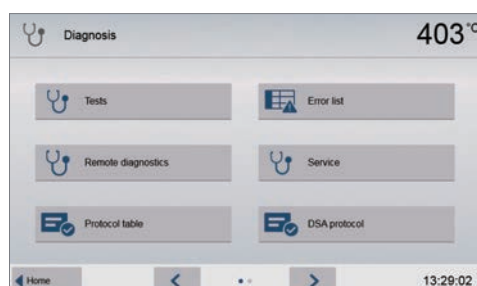 Diagnosis
403 °C
Tests
Error list
Remote diagnostics
Service
Protocol table
DSA protocol
Home
13:29:02